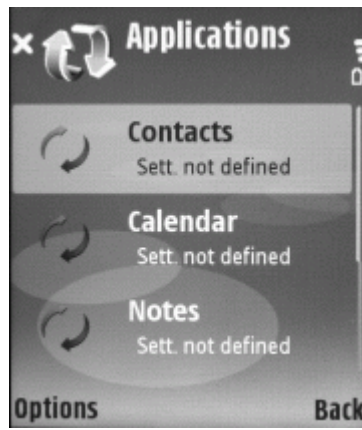 Applications
Contacts
Sett. not defined
Calendar
Sett. not defined
Notes
Sett. not defined
Options Back